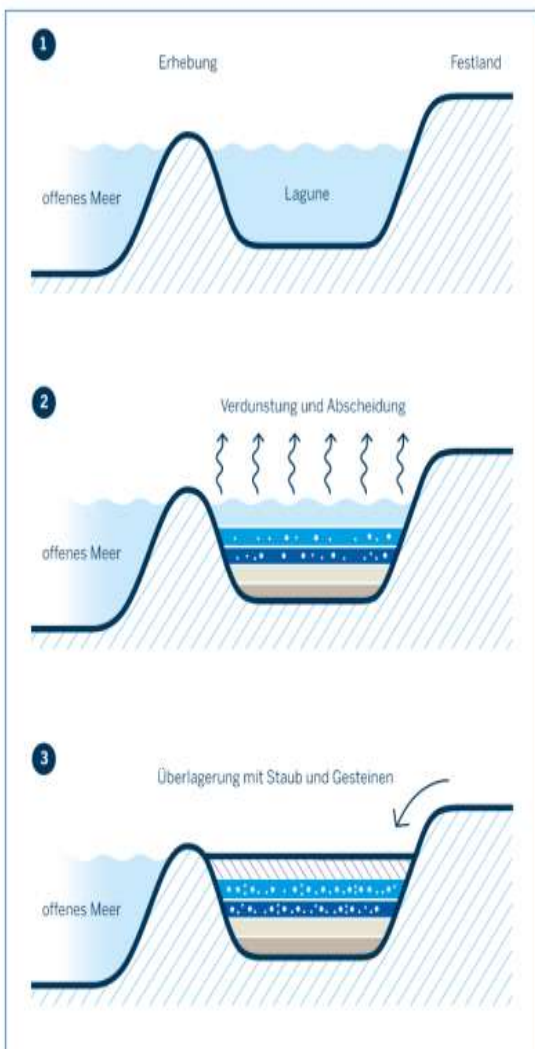 1
Erhebung
Festland
offenes Meer
Lagune
2
Verdunstung und Abscheidung
offenes Meer
3
Überlagerung mit Staub und Gesteinen
offenes Meer